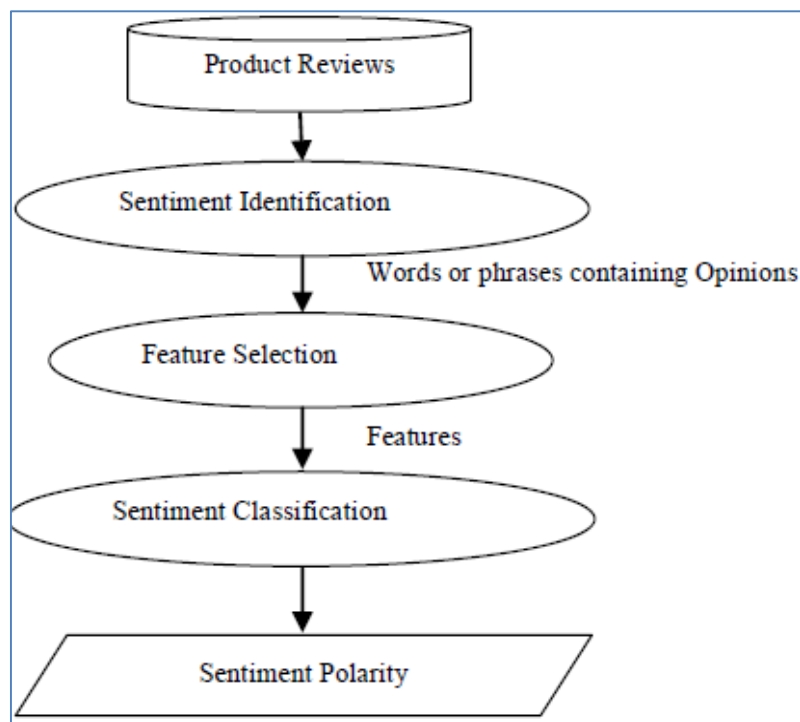 Product Reviews
Sentiment Identification
Words or phrases containing Opinions
Feature Selection
Features
Sentiment Classification
Sentiment Polarity